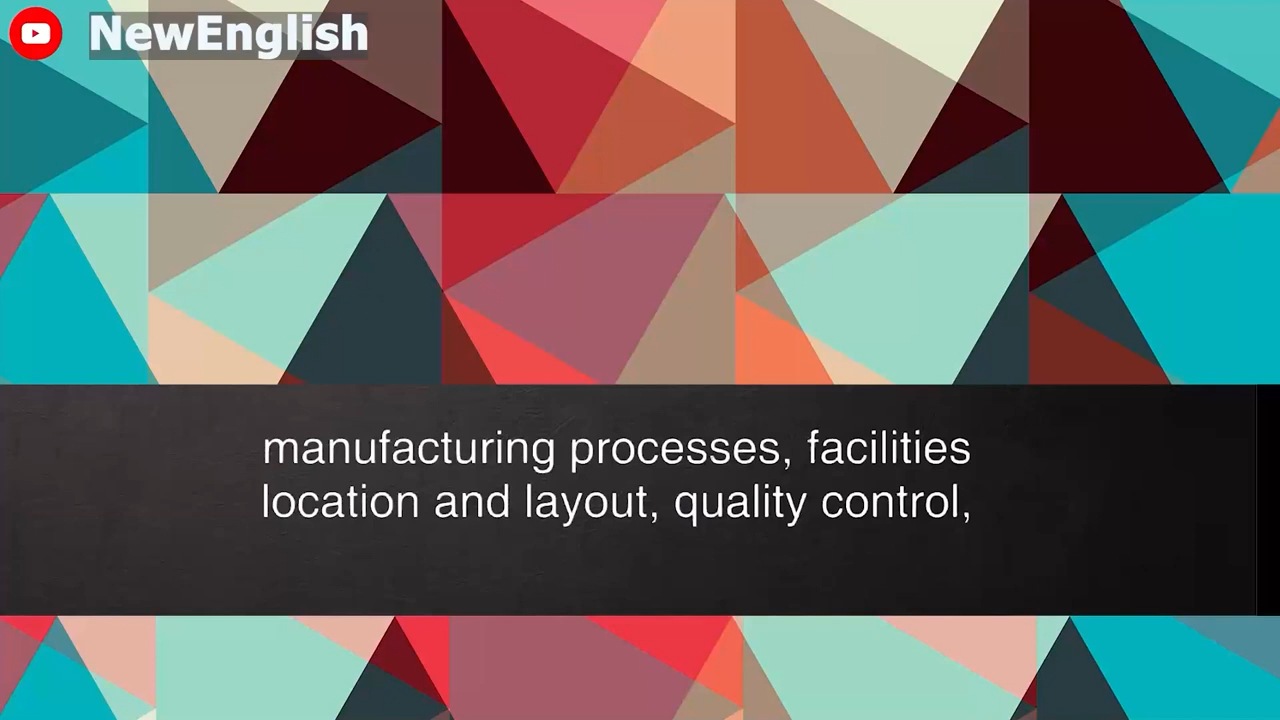 NewEnglish
manufacturing processes, facilities
location and layout, quality control,